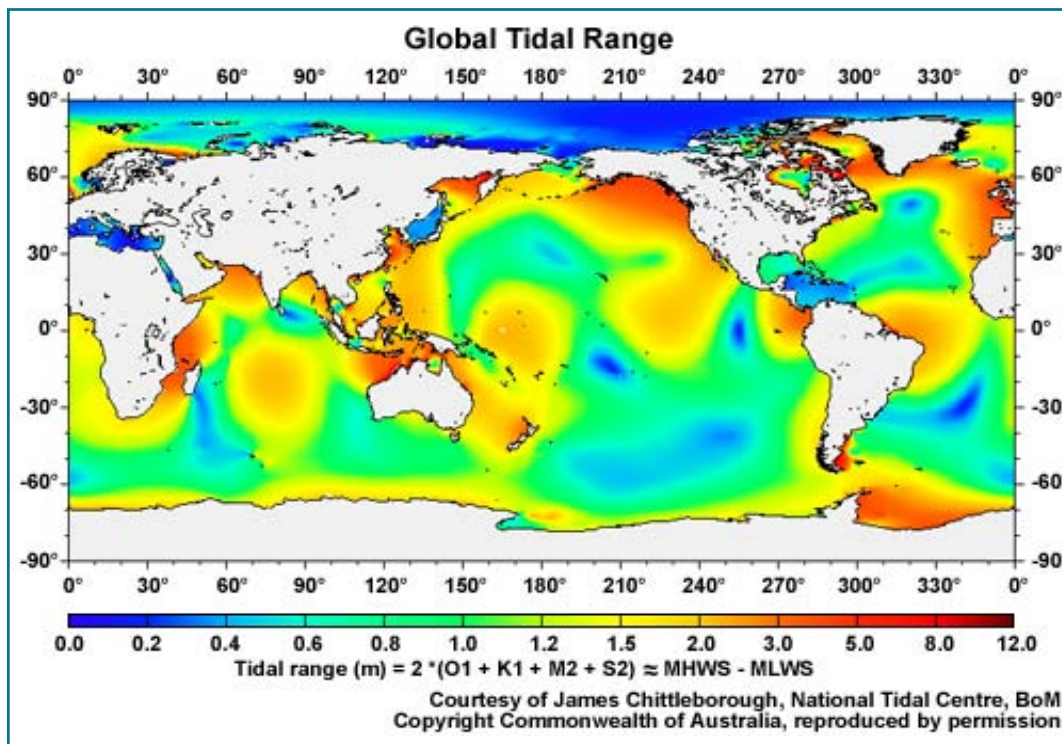 Global Tidal Range
0° 30° 60° 90° 120° 150° 180° 210° 240° 270° 300° 330° 0°
90° 90°
60° 60°
30° 30°
0° 0°
-30° -30°
-60° -60°
-90° -90°
0° 30° 60° 90° 120° 150° 180° 210° 240° 270° 300° 330° 0°
0.0 0.2 0.4 0.6 0.8 1.0 1.2 1.5 2.0 3.0 5.0 8.0 12.0
Tidal range (m) = 2 *(O1 + K1 + M2 + S2) ≈ MHWS - MLWS
Courtesy of James Chittleborough, National Tidal Centre, BoM
Copyright Commonwealth of Australia, reproduced by permission